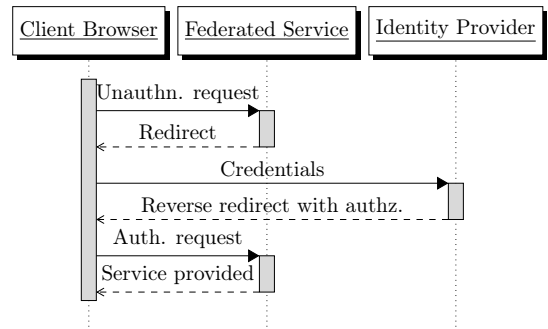 Client Browser
Federated Service
Identity Provider
Unauthn. request
Redirect
Credentials
Reverse redirect with authz.
Auth. request
Service provided